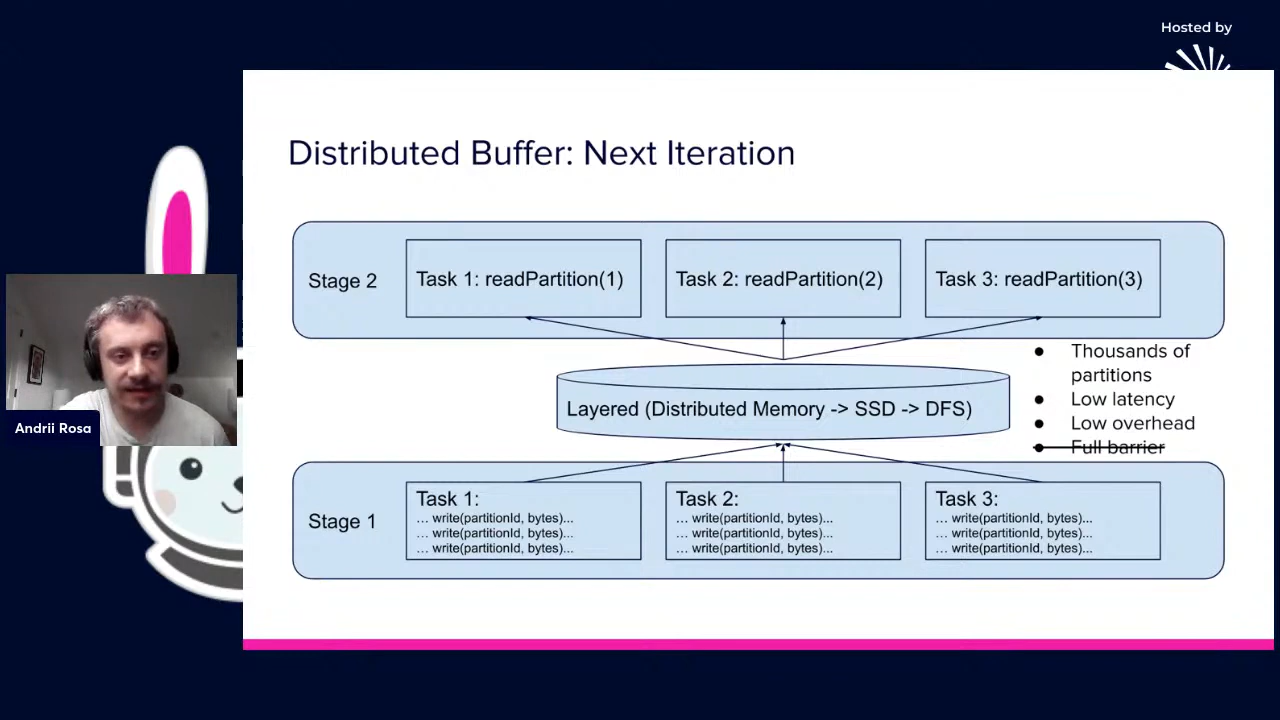 Hosted by
Distributed Buffer: Next Iteration
Stage 2
Task 1: readPartition(1)
Task 2: readPartition(2)
Task 3: readPartition(3)
Thousands of
partitions
Low latency
Low overhead
Full barrier
Layered (Distributed Memory -> SSD -> DFS)
Andrii Rosa
Stage 1
Task 1:
… write(partitionId, bytes)...
… write(partitionId, bytes)...
… write(partitionId, bytes)...
Task 2:
… write(partitionId, bytes)...
… write(partitionId, bytes)...
… write(partitionId, bytes)...
Task 3:
… write(partitionId, bytes)...
… write(partitionId, bytes)...
… write(partitionId, bytes)...